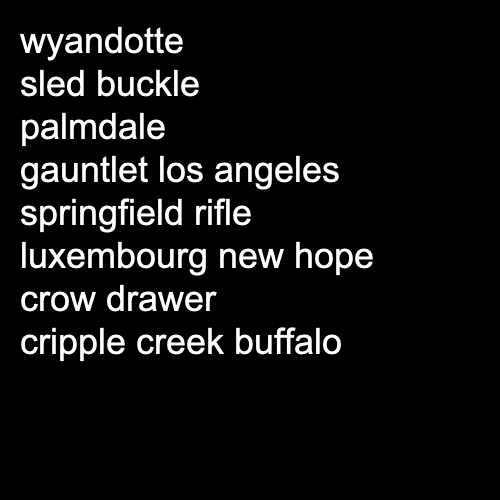 wyandotte
sled buckle
palmdale
gauntlet los angeles
springfield rifle
luxembourg new hope
crow drawer
cripple creek buffalo